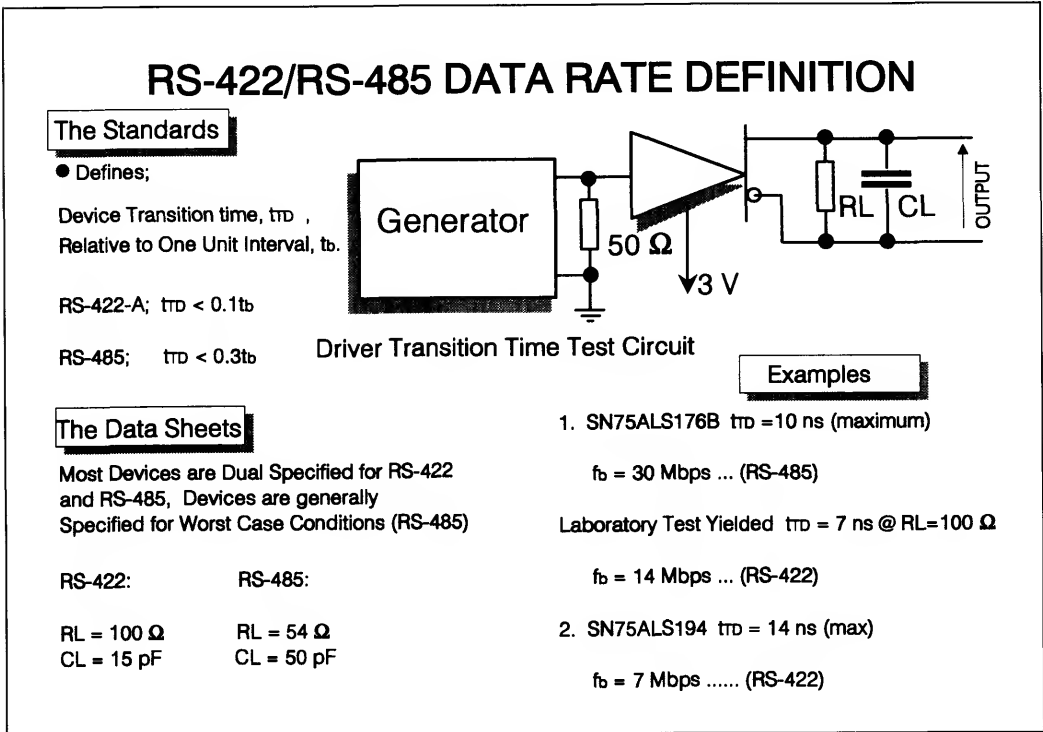 RS-422/RS-485 DATA RATE DEFINITION
The Standards
● Defines;
Device Transition time, tTD ,
Relative to One Unit Interval, tb.
RS-422-A; tTD < 0.1tb
RS-485; tTD < 0.3tb
Generator
50 Ω
3 V
RL
CL
OUTPUT
Driver Transition Time Test Circuit
The Data Sheets
Most Devices are Dual Specified for RS-422
and RS-485, Devices are generally
Specified for Worst Case Conditions (RS-485)
RS-422: RS-485:
RL = 100 Ω RL = 54 Ω
CL = 15 pF CL = 50 pF
Examples
1. SN75ALS176B tTD =10 ns (maximum)
fb = 30 Mbps ... (RS-485)
Laboratory Test Yielded tTD = 7 ns @ RL=100 Ω
fb = 14 Mbps ... (RS-422)
2. SN75ALS194 tTD = 14 ns (max)
fb = 7 Mbps ...... (RS-422)